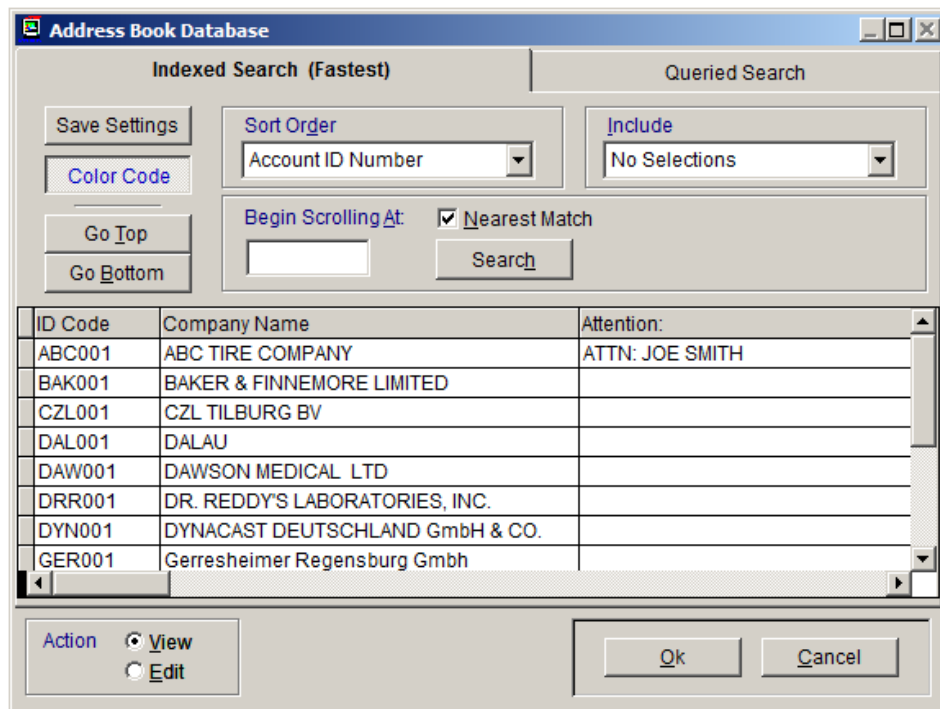 Address Book Database
Indexed Search (Fastest)
Queried Search
Save Settings
Color Code
Go Top
Go Bottom
Sort Order
Account ID Number
Include
No Selections
Begin Scrolling At:
Nearest Match
Search
ID Code Company Name Attention:
ABC001 ABC TIRE COMPANY ATTN: JOE SMITH
BAK001 BAKER & FINNEMORE LIMITED
CZL001 CZL TILBURG BV
DAL001 DALAU
DAW001 DAWSON MEDICAL  LTD
DRR001 DR. REDDY'S LABORATORIES, INC.
DYN001 DYNACAST DEUTSCHLAND GmbH & CO.
GER001 Gerresheimer Regensburg Gmbh
Action
View
Edit
Ok
Cancel